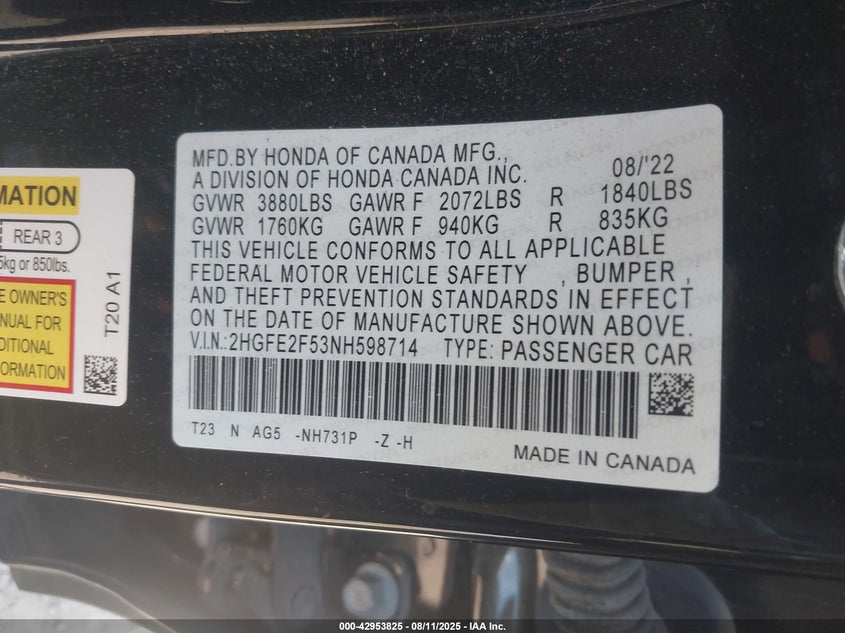 MATION
REAR 3
5kg or 850lbs.
E OWNER'S
NUAL FOR
DITIONAL
FORMATION
T20 A1
MFD.BY HONDA OF CANADA MFG.,
A DIVISION OF HONDA CANADA INC. 08/'22
GVWR 3880LBS GAWR F 2072LBS R 1840LBS
GVWR 1760KG GAWR F 940KG R 835KG
THIS VEHICLE CONFORMS TO ALL APPLICABLE
FEDERAL MOTOR VEHICLE SAFETY , BUMPER ,
AND THEFT PREVENTION STANDARDS IN EFFECT
ON THE DATE OF MANUFACTURE SHOWN ABOVE.
V.I.N.:2HGFE2F53NH598714 TYPE: PASSENGER CAR
T23 N AG5 -NH731P -Z -H
MADE IN CANADA
000-42953825 - 08/11/2025 - IAA Inc.